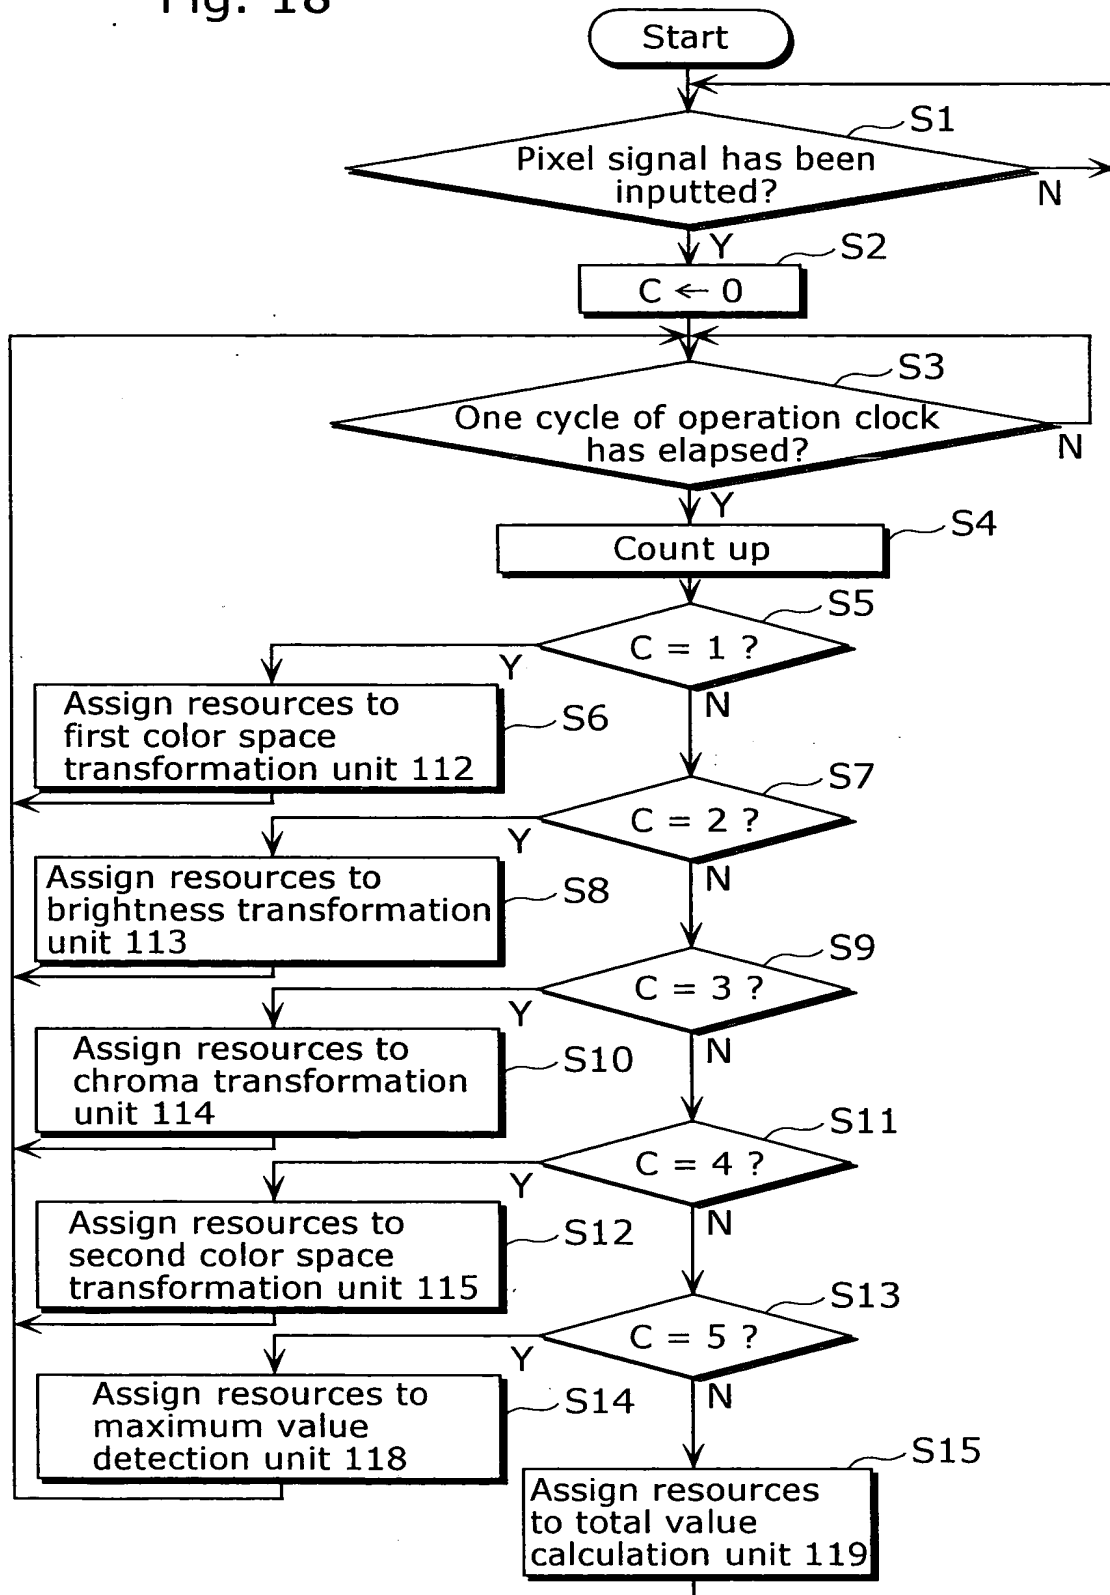 Fig. 18
Start
S1
Pixel signal has been
inputted?
N
Y
S2
C ← 0
S3
One cycle of operation clock
has elapsed?
N
Y
S4
Count up
S5
C = 1 ?
Y
N
Assign resources to
first color space
transformation unit 112
S6
S7
C = 2 ?
Y
N
Assign resources to
brightness transformation
unit 113
S8
S9
C = 3 ?
Y
N
Assign resources to
chroma transformation
unit 114
S10
S11
C = 4 ?
Y
N
Assign resources to
second color space
transformation unit 115
S12
S13
C = 5 ?
Y
N
Assign resources to
maximum value
detection unit 118
S14
S15
Assign resources
to total value
calculation unit 119